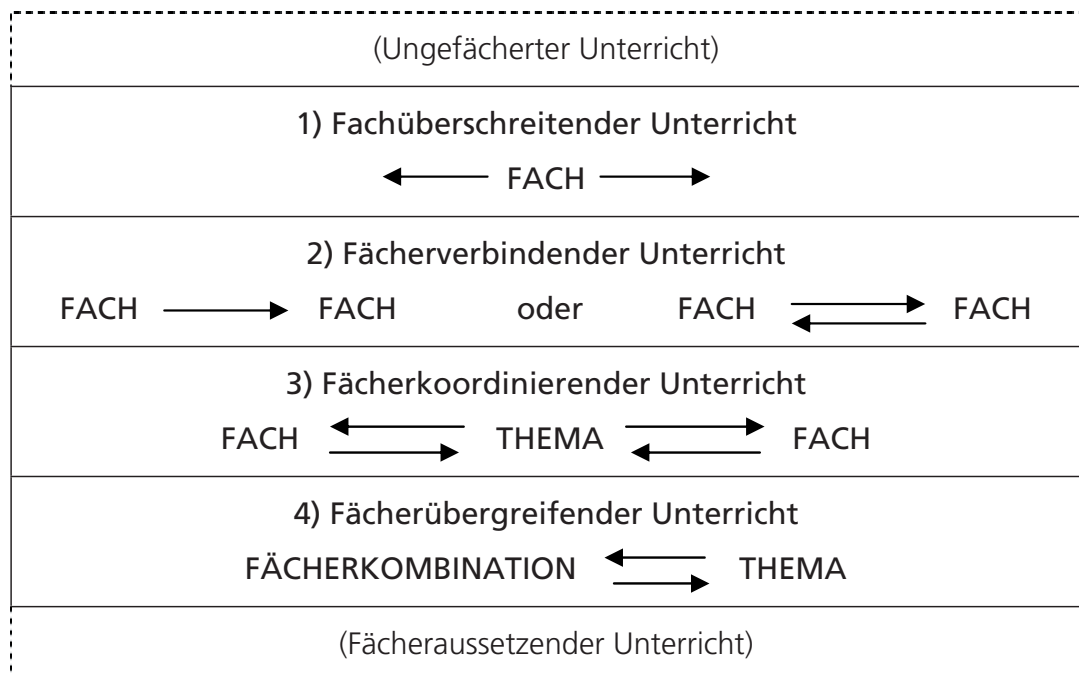 (Ungefächerter Unterricht)
1) Fachüberschreitender Unterricht
FACH
2) Fächerverbindender Unterricht
FACH FACH oder FACH FACH
3) Fächerkoordinierender Unterricht
FACH THEMA FACH
4) Fächerübergreifender Unterricht
FÄCHERKOMBINATION THEMA
(Fächeraussetzender Unterricht)